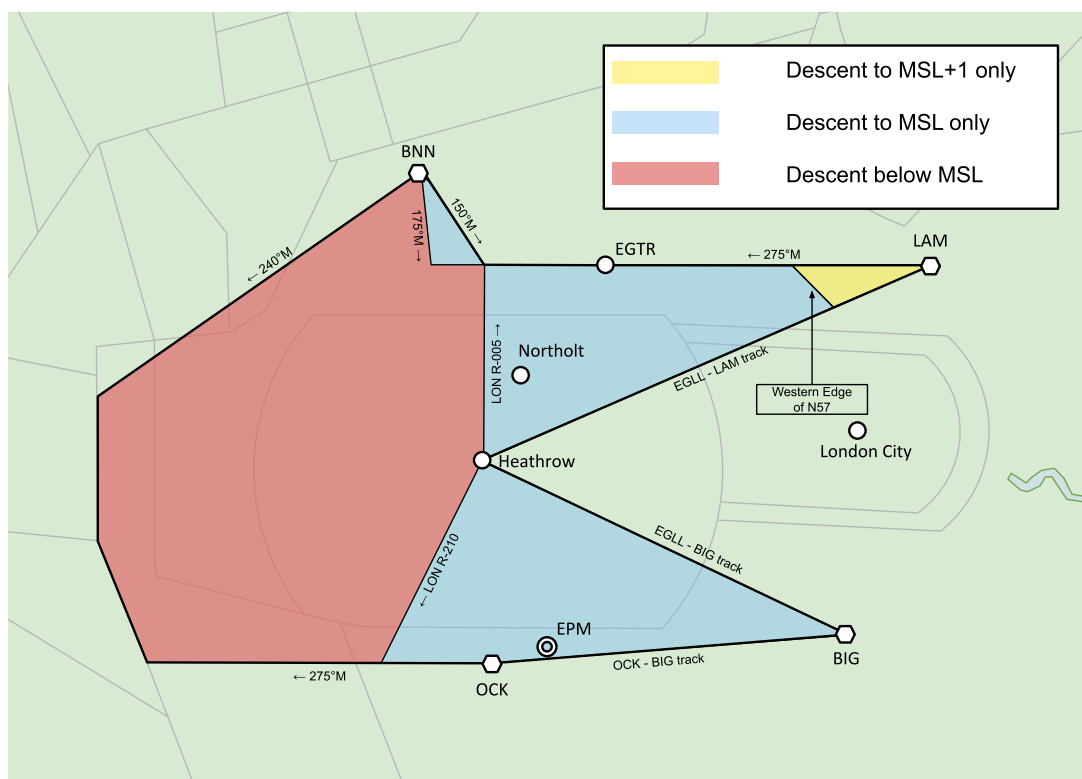 Descent to MSL+1 only
Descent to MSL only
Descent below MSL
BNN
175°M →
150°M →
← 240°M
EGTR
← 275°M
LAM
LON R-005 →
Northolt
EGLL - LAM track
Western Edge
of N57
London City
Heathrow
← LON R-210
EGLL - BIG track
EPM
OCK - BIG track
BIG
← 275°M
OCK